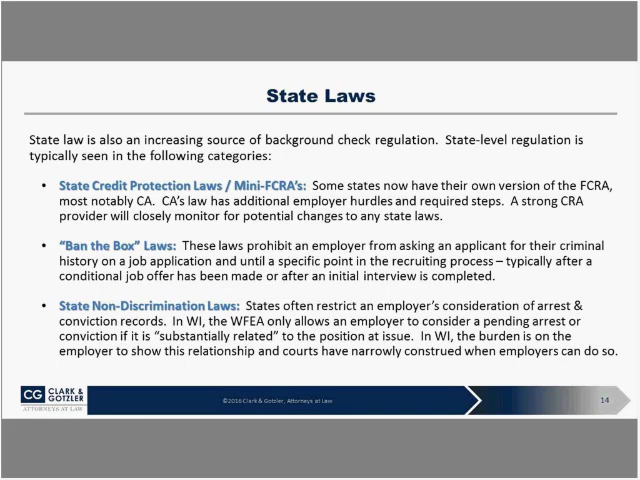 State Laws
State law is also an increasing source of background check regulation.  State-level regulation is
typically seen in the following categories:
• State Credit Protection Laws / Mini-FCRA's:  Some states now have their own version of the FCRA,
most notably CA.  CA's law has additional employer hurdles and required steps.  A strong CRA
provider will closely monitor for potential changes to any state laws.
• "Ban the Box" Laws:  These laws prohibit an employer from asking an applicant for their criminal
history on a job application and until a specific point in the recruiting process – typically after a
conditional job offer has been made or after an initial interview is completed.
• State Non-Discrimination Laws:  States often restrict an employer's consideration of arrest &
conviction records.  In WI, the WFEA only allows an employer to consider a pending arrest or
conviction if it is "substantially related" to the position at issue.  In WI, the burden is on the
employer to show this relationship and courts have narrowly construed when employers can do so.
CG CLARK &
GOTZLER
ATTORNEYS AT LAW
©2016 Clark & Gotzler, Attorneys at Law
14